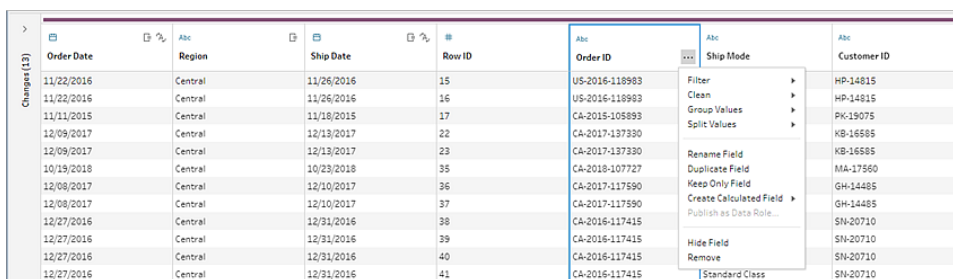 Changes (13)
Abc # Abc Abc Abc
Order Date Region Ship Date Row ID Order ID ... Ship Mode Customer ID
11/22/2016 Central 11/26/2016 15 US-2016-118983 Filter HP-14815
11/22/2016 Central 11/26/2016 16 US-2016-118983 Clean HP-14815
11/11/2015 Central 11/18/2015 17 CA-2015-105893 Group Values PK-19075
12/09/2017 Central 12/13/2017 22 CA-2017-137330 Split Values KB-16585
12/09/2017 Central 12/13/2017 23 CA-2017-137330 Rename Field KB-16585
10/19/2018 Central 10/23/2018 35 CA-2018-107727 Duplicate Field MA-17560
12/08/2017 Central 12/10/2017 36 CA-2017-117590 Keep Only Field GH-14485
12/08/2017 Central 12/10/2017 37 CA-2017-117590 Create Calculated Field GH-14485
12/27/2016 Central 12/31/2016 38 CA-2016-117415 Publish as Data Role... SN-20710
12/27/2016 Central 12/31/2016 39 CA-2016-117415 Hide Field SN-20710
12/27/2016 Central 12/31/2016 40 CA-2016-117415 Remove SN-20710
12/27/2016 Central 12/31/2016 41 CA-2016-117415 Standard Class SN-20710